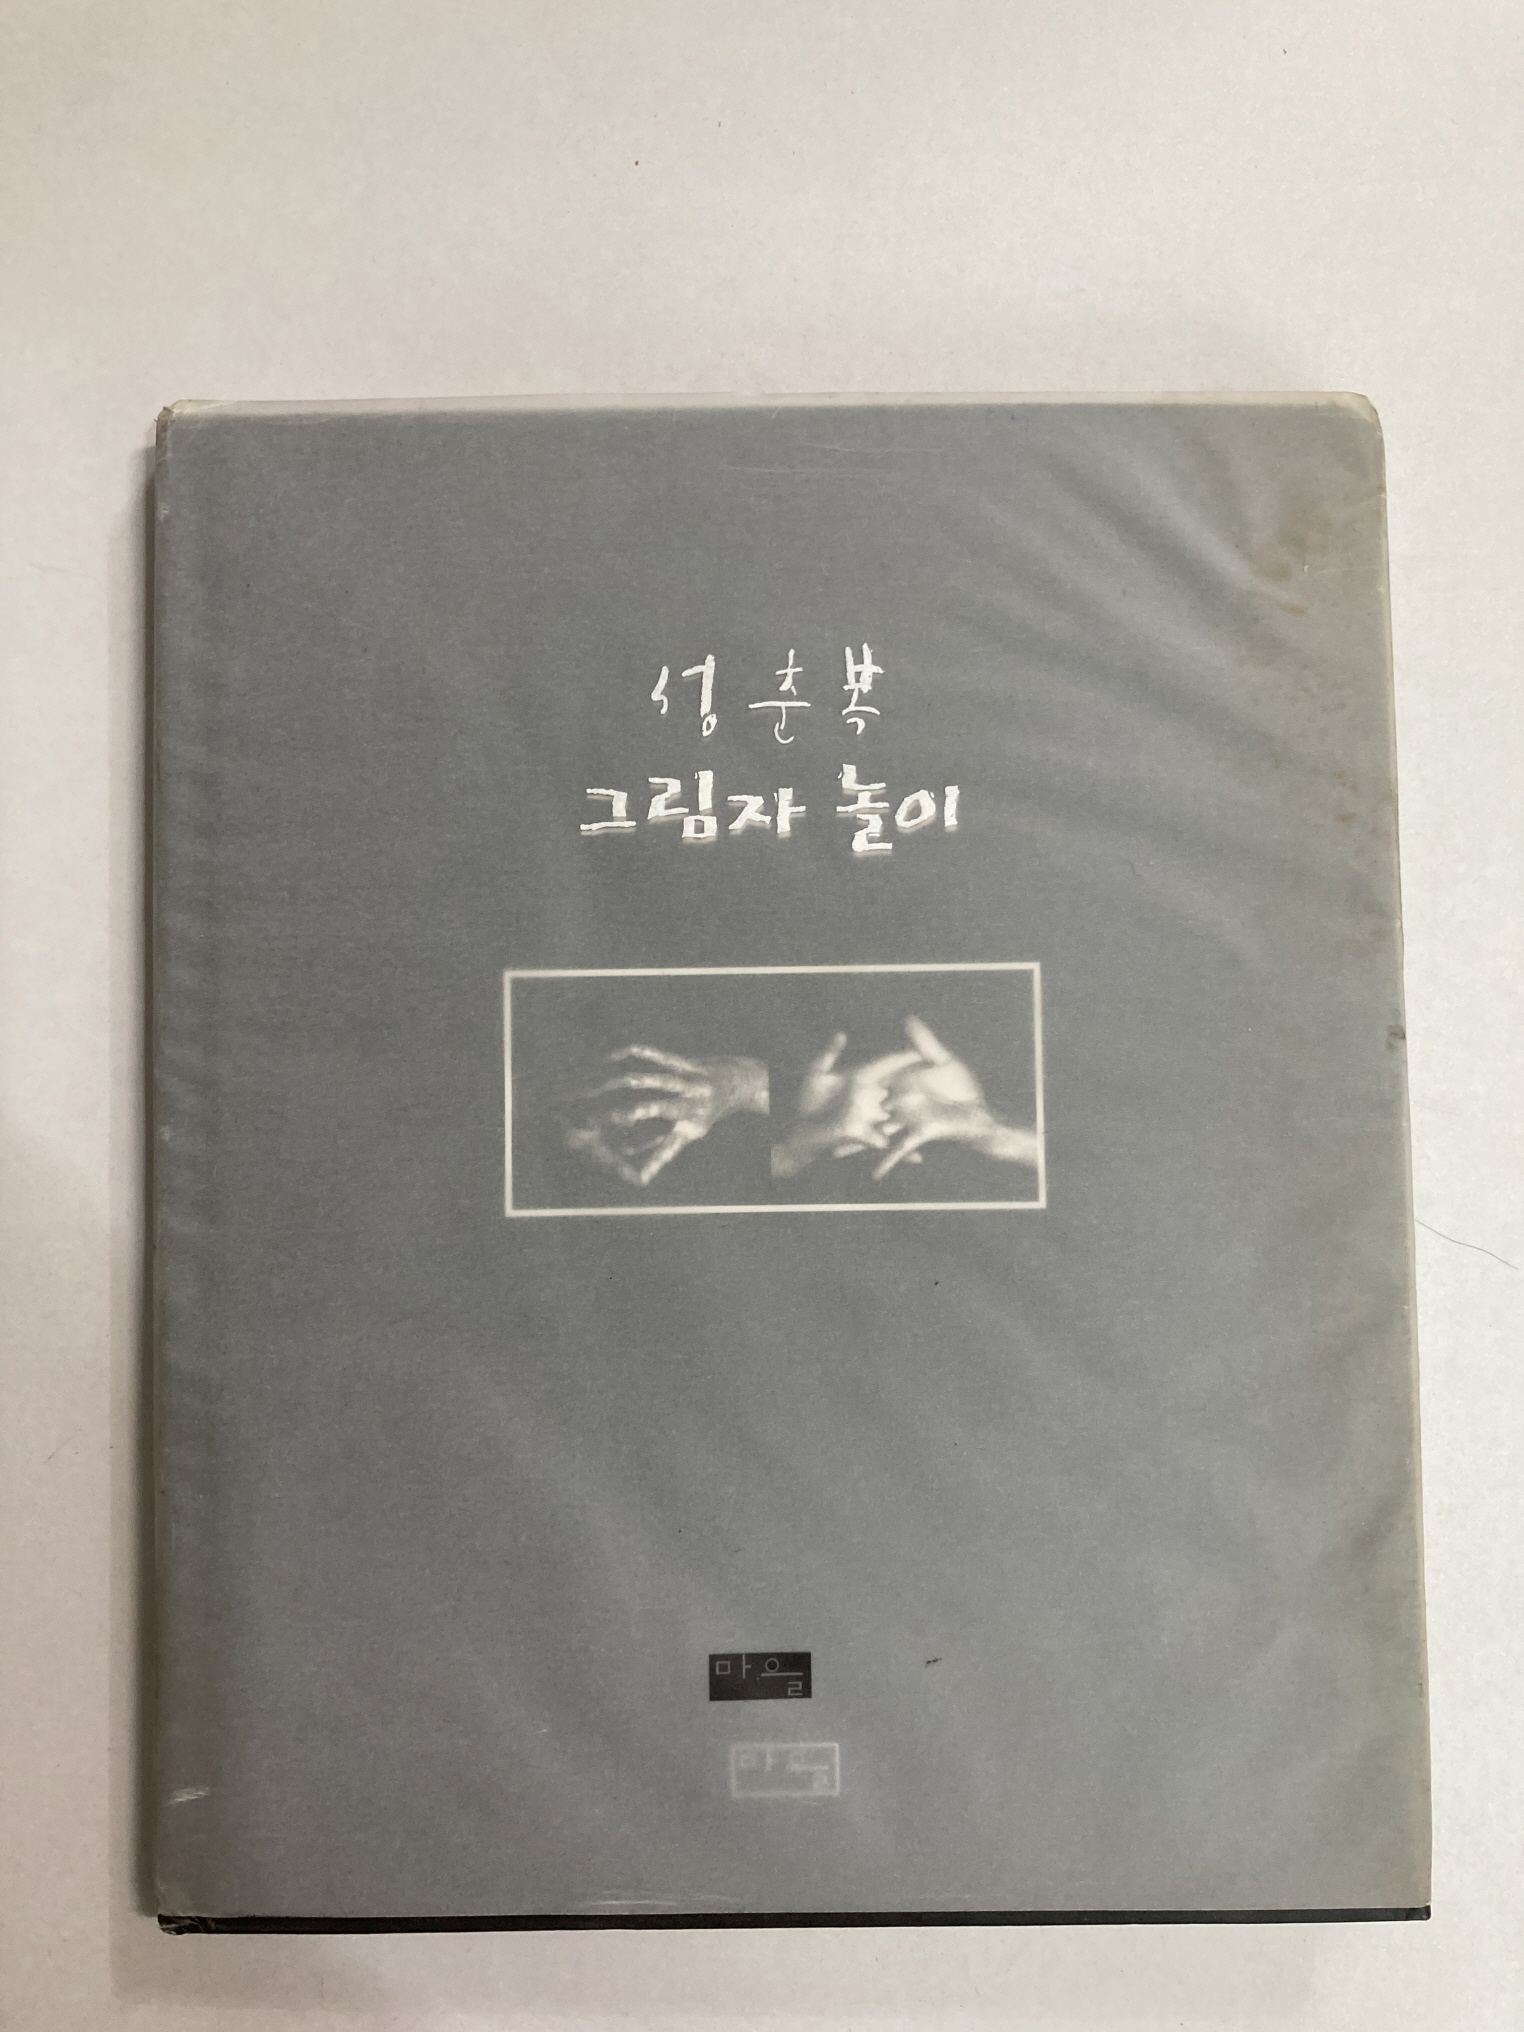 성춘복
그림자 놀이
마을
마을